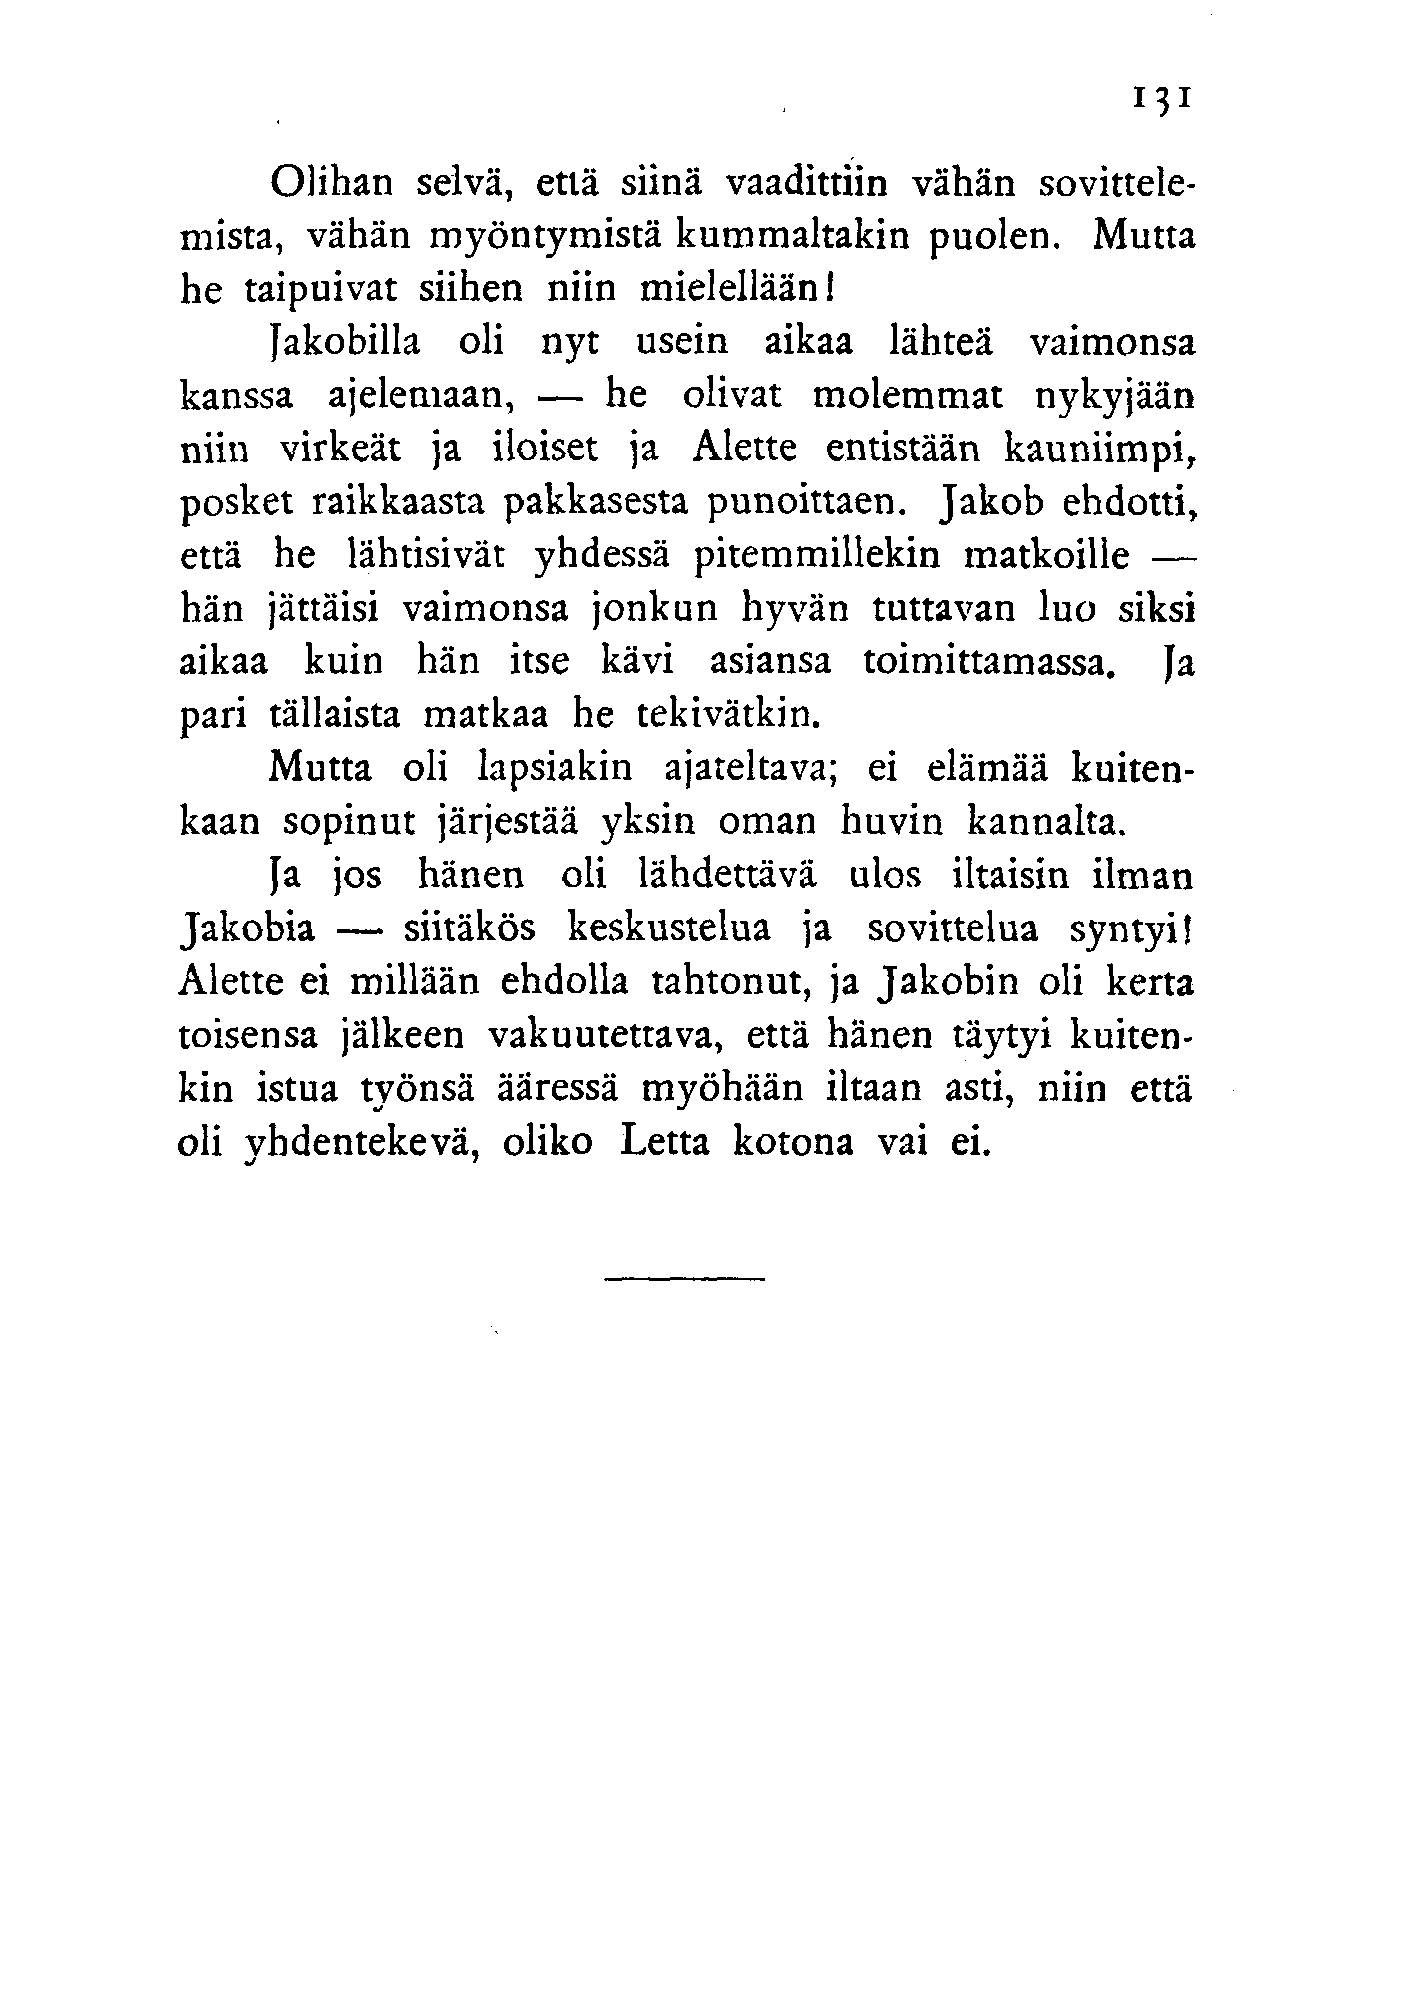 131
Olihan selvä, että siinä vaadittiin vähän sovittele-
mista, vähän myöntymistä kummaltakin puolen. Mutta
he taipuivat siihen niin mielellään!
Jakobilla oli nyt usein aikaa lähteä vaimonsa
kanssa ajelemaan, — he olivat molemmat nykyjään
niin virkeät ja iloiset ja Alette entistään kauniimpi,
posket raikkaasta pakkasesta punoittaen. Jakob ehdotti,
että he lähtisivät yhdessä pitemmillekin matkoille —
hän jättäisi vaimonsa jonkun hyvän tuttavan luo siksi
aikaa kuin hän itse kävi asiansa toimittamassa. Ja
pari tällaista matkaa he tekivätkin.
Mutta oli lapsiakin ajateltava; ei elämää kuiten-
kaan sopinut järjestää yksin oman huvin kannalta.
Ja jos hänen oli lähdettävä ulos iltaisin ilman
Jakobia — siitäkös keskustelua ja sovittelua syntyi!
Alette ei millään ehdolla tahtonut, ja Jakobin oli kerta
toisensa jälkeen vakuutettava, että hänen täytyi kuiten-
kin istua työnsä ääressä myöhään iltaan asti, niin että
oli yhdentekevä, oliko Letta kotona vai ei.